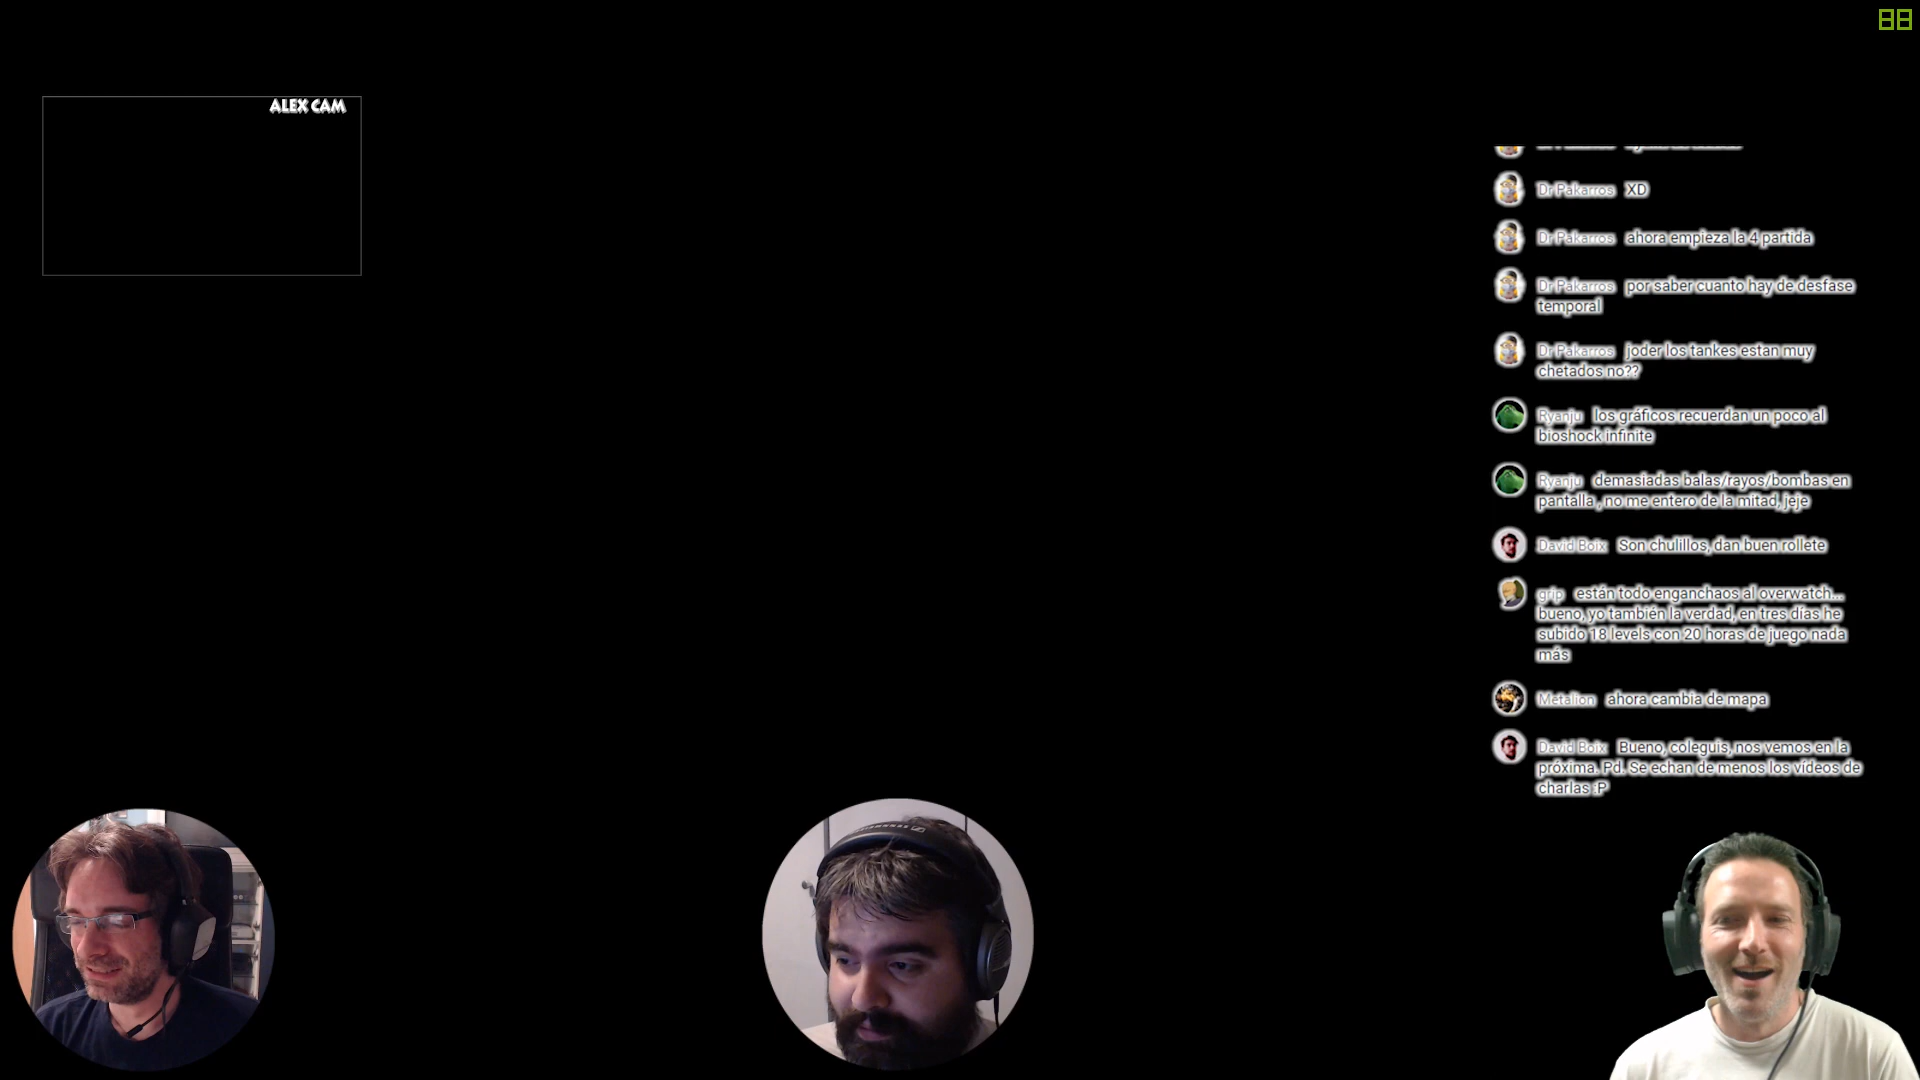 88
ALEX CAM
Dr Pakarros XD
Dr Pakarros ahora empieza la 4 partida
Dr Pakarros por saber cuanto hay de desfase
temporal
Dr Pakarros joder los tankes estan muy
chetados no??
Ryanju los gráficos recuerdan un poco al
bioshock infinite
Ryanju demasiadas balas/rayos/bombas en
pantalla , no me entero de la mitad, jeje
David Boix Son chulillos, dan buen rollete
grip están todo enganchaos al overwatch...
bueno, yo también la verdad, en tres días he
subido 18 levels con 20 horas de juego nada
más
Metalion ahora cambia de mapa
David Boix Bueno, coleguis, nos vemos en la
próxima. Pd. Se echan de menos los vídeos de
charlas :P